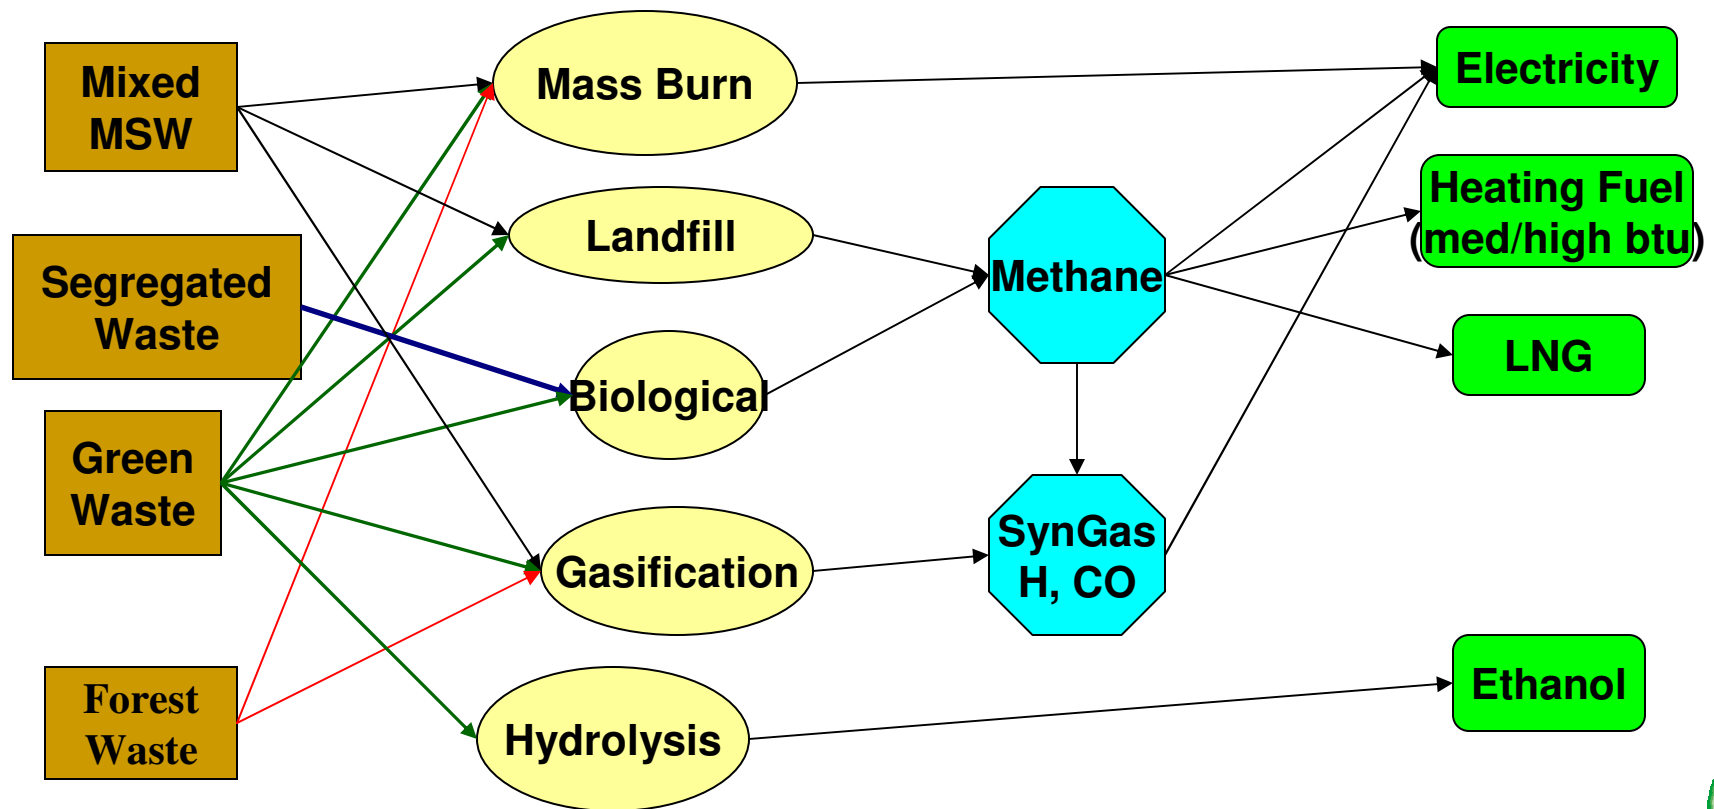 Mixed
MSW
Segregated
Waste
Green
Waste
Forest
Waste
Mass Burn
Landfill
Biological
Gasification
Hydrolysis
Methane
SynGas
H, CO
Electricity
Heating Fuel
(med/high btu)
LNG
Ethanol